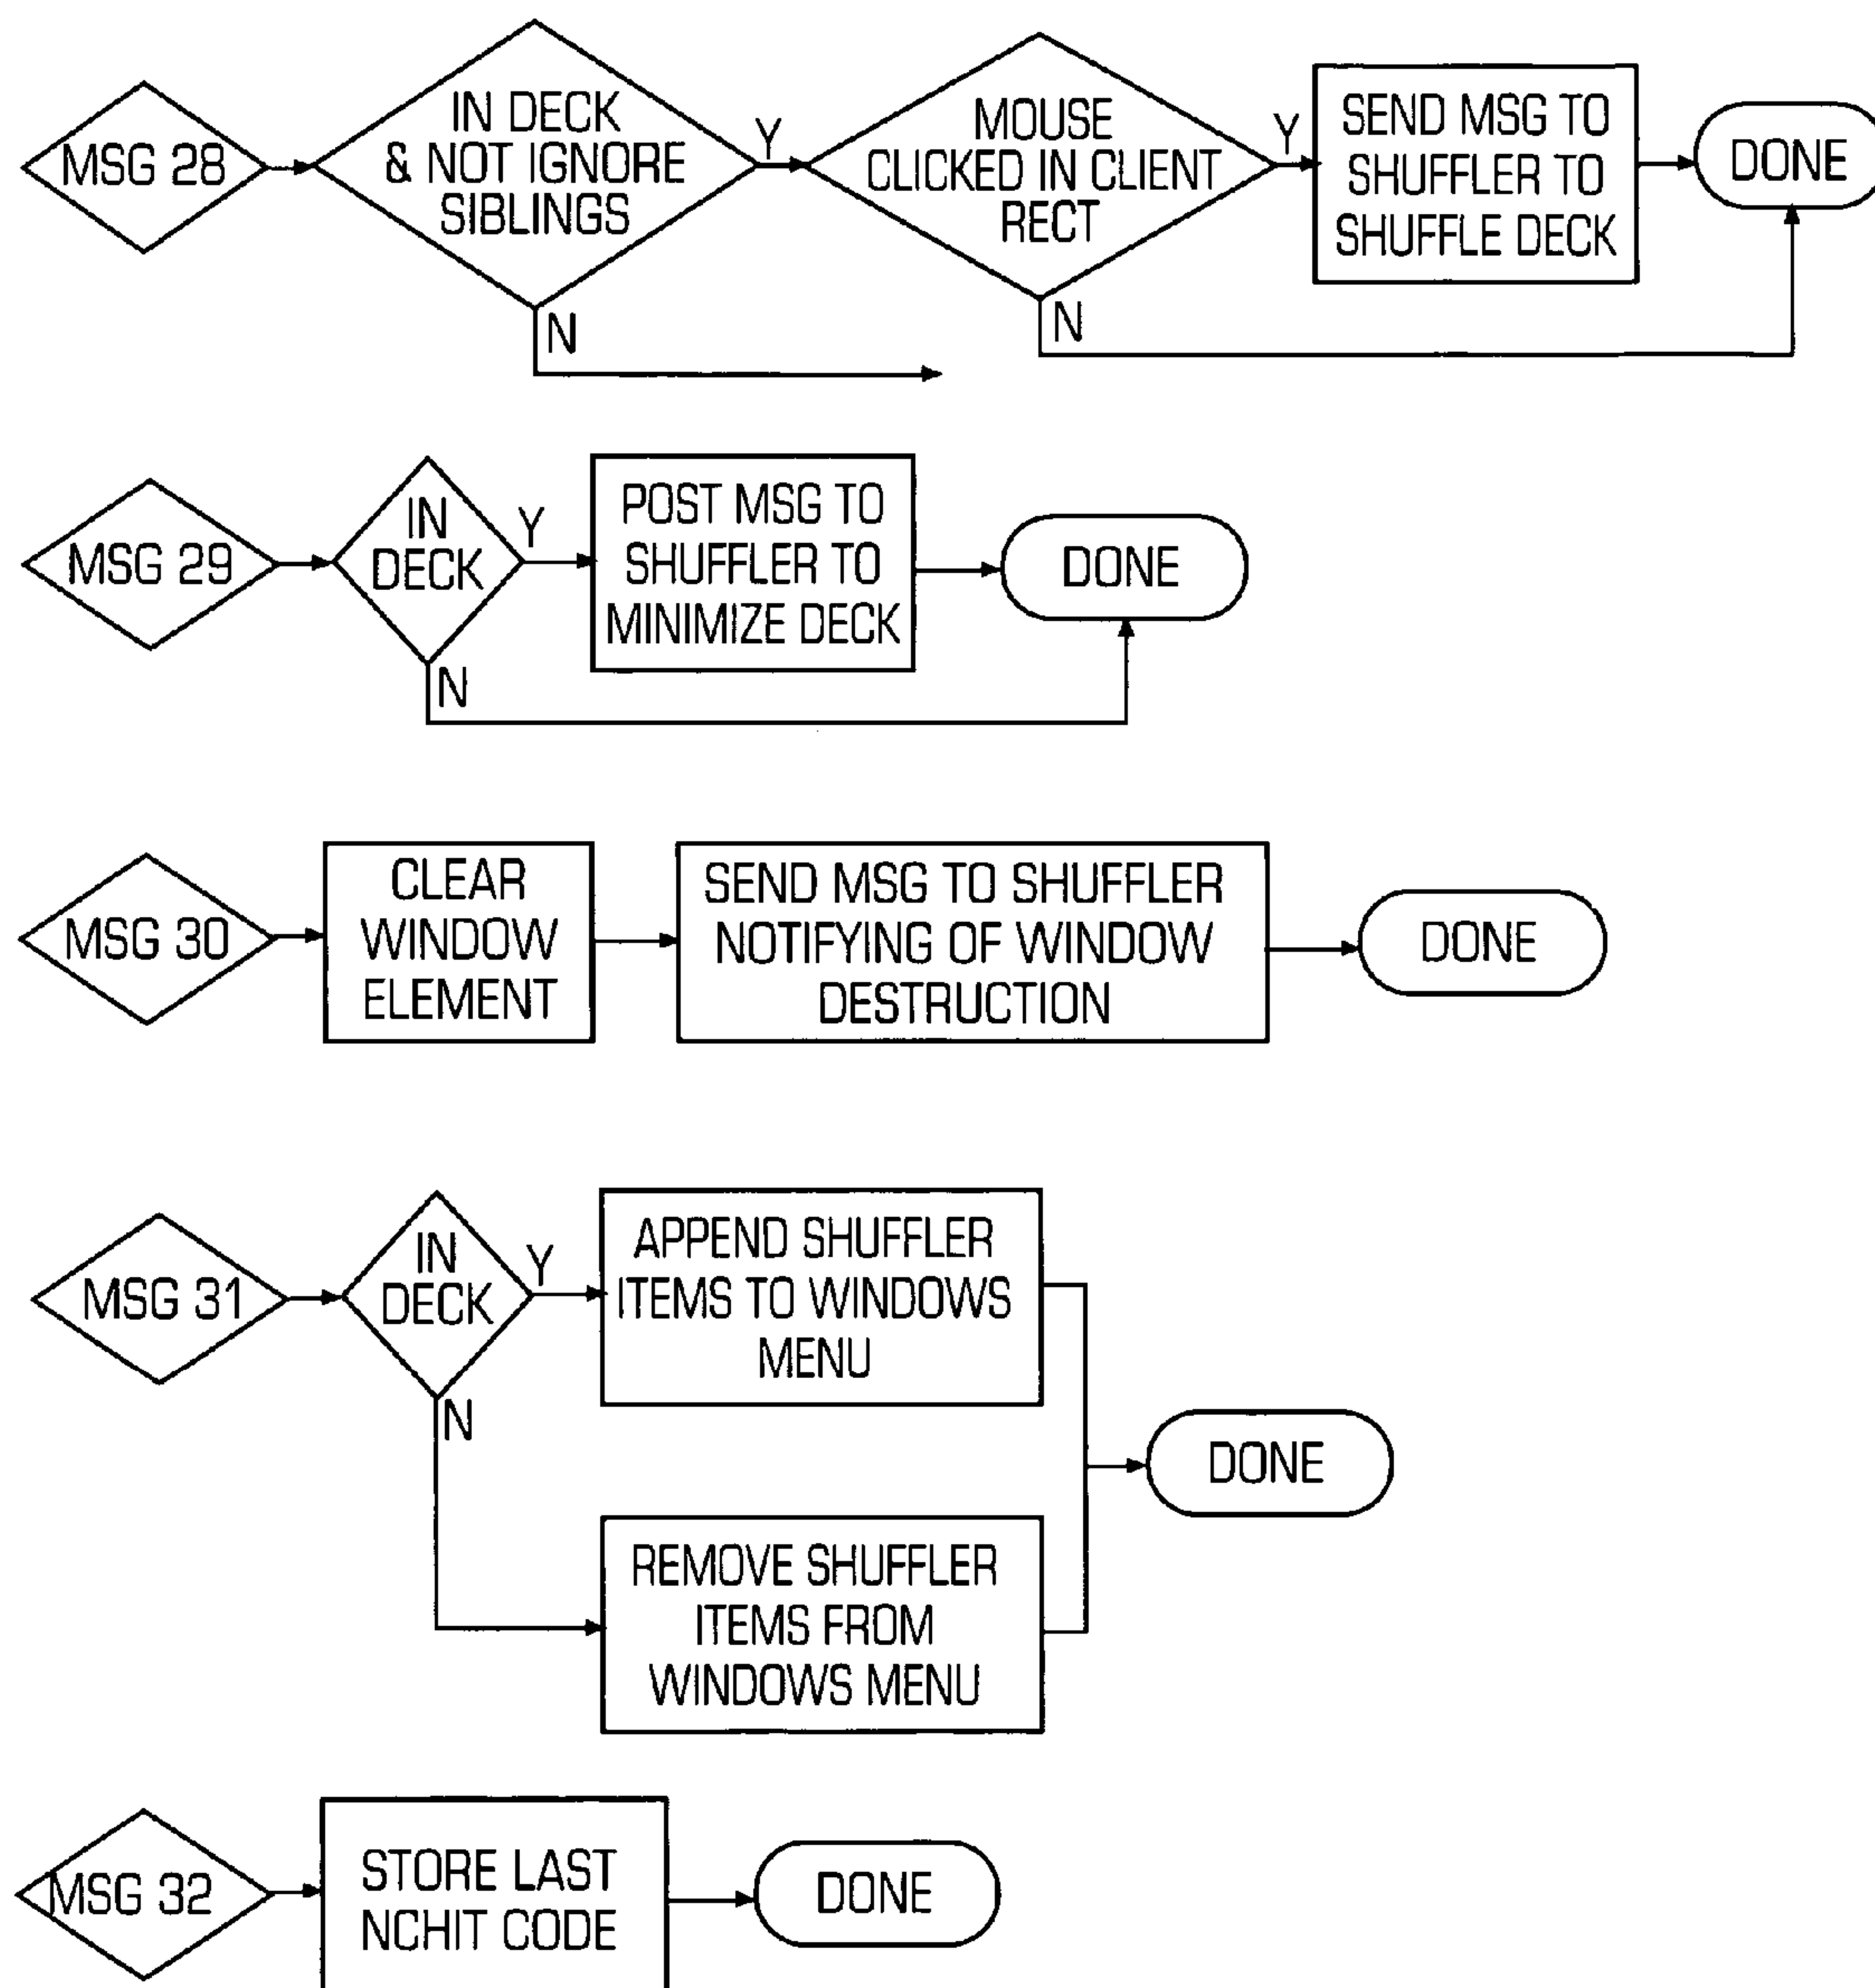 MSG 28
IN DECK
& NOT IGNORE
SIBLINGS
Y
N
MOUSE
CLICKED IN CLIENT
RECT
Y
N
SEND MSG TO
SHUFFLER TO
SHUFFLE DECK
DONE
MSG 29
IN
DECK
Y
N
POST MSG TO
SHUFFLER TO
MINIMIZE DECK
DONE
MSG 30
CLEAR
WINDOW
ELEMENT
SEND MSG TO SHUFFLER
NOTIFYING OF WINDOW
DESTRUCTION
DONE
MSG 31
IN
DECK
Y
N
APPEND SHUFFLER
ITEMS TO WINDOWS
MENU
REMOVE SHUFFLER
ITEMS FROM
WINDOWS MENU
DONE
MSG 32
STORE LAST
NCHIT CODE
DONE